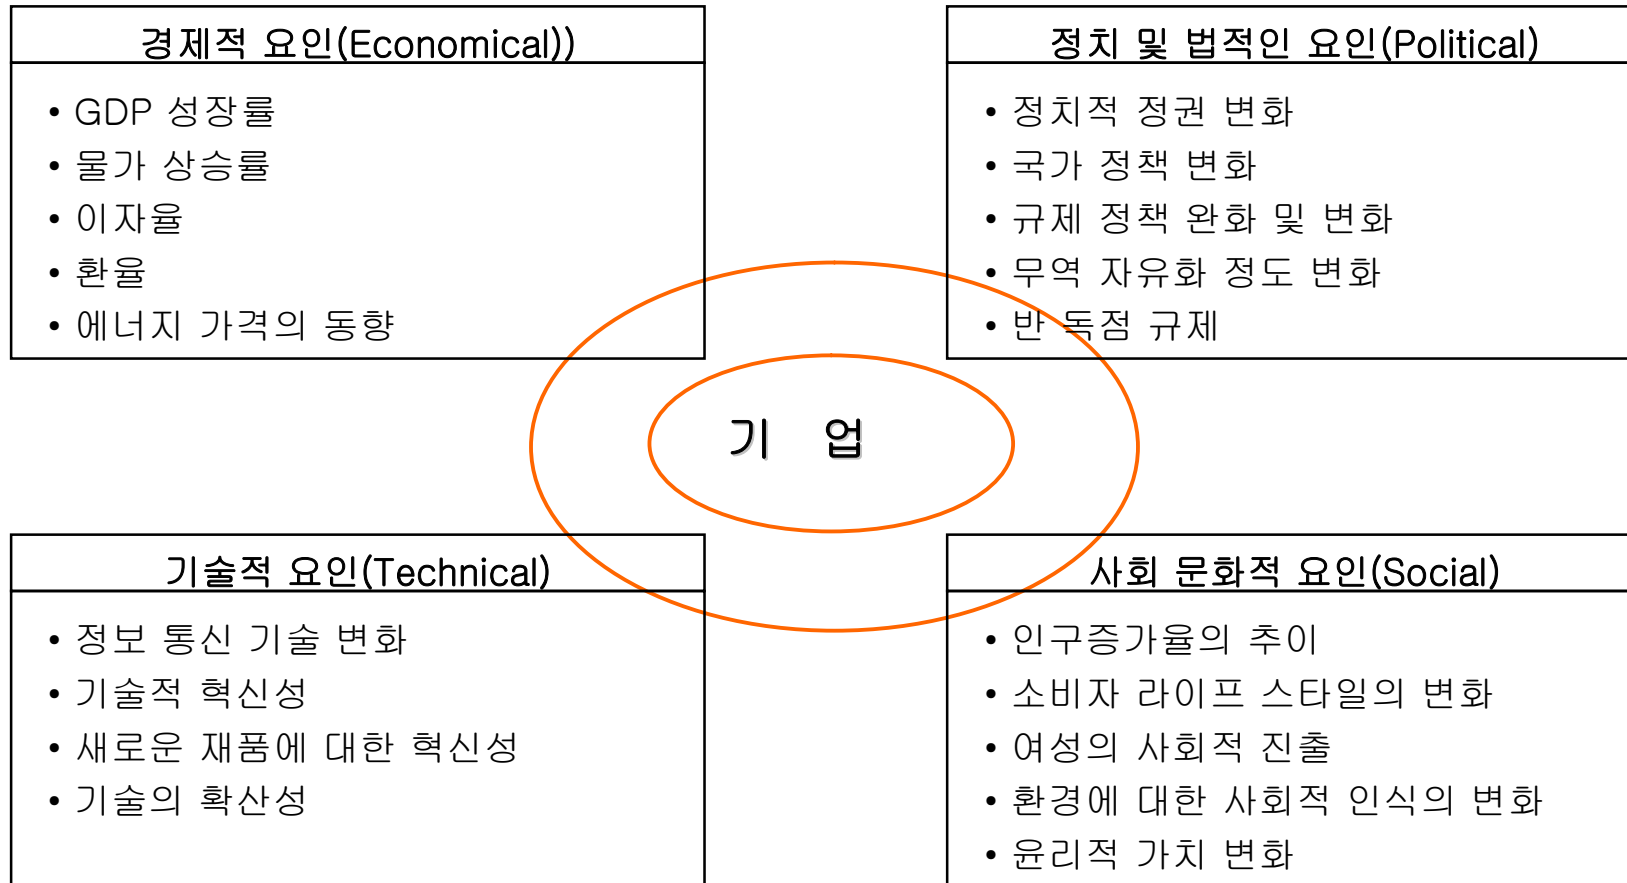 경제적 요인(Economical))
• GDP 성장률
• 물가 상승률
• 이자율
• 환율
• 에너지 가격의 동향
정치 및 법적인 요인(Political)
• 정치적 정권 변화
• 국가 정책 변화
• 규제 정책 완화 및 변화
• 무역 자유화 정도 변화
• 반 독점 규제
기 업
기술적 요인(Technical)
• 정보 통신 기술 변화
• 기술적 혁신성
• 새로운 재품에 대한 혁신성
• 기술의 확산성
사회 문화적 요인(Social)
• 인구증가율의 추이
• 소비자 라이프 스타일의 변화
• 여성의 사회적 진출
• 환경에 대한 사회적 인식의 변화
• 윤리적 가치 변화